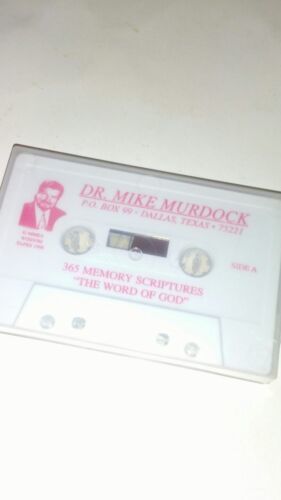 DR. MIKE MURDOCK
P.O. BOX 99 • DALLAS, TEXAS • 75221
SIDE A
365 MEMORY SCRIPTURES
"THE WORD OF GOD"